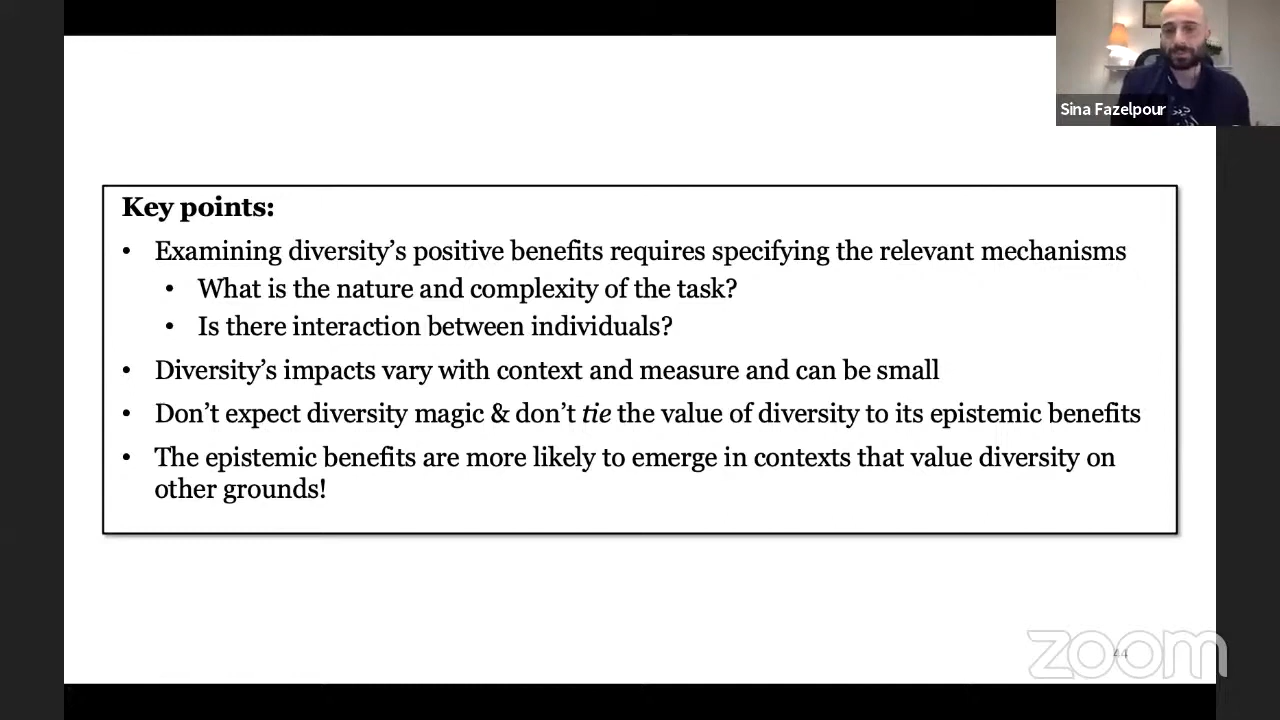 Sina Fazelpour
Key points:
• Examining diversity's positive benefits requires specifying the relevant mechanisms
• What is the nature and complexity of the task?
• Is there interaction between individuals?
• Diversity's impacts vary with context and measure and can be small
• Don't expect diversity magic & don't tie the value of diversity to its epistemic benefits
• The epistemic benefits are more likely to emerge in contexts that value diversity on
other grounds!
44
zoom